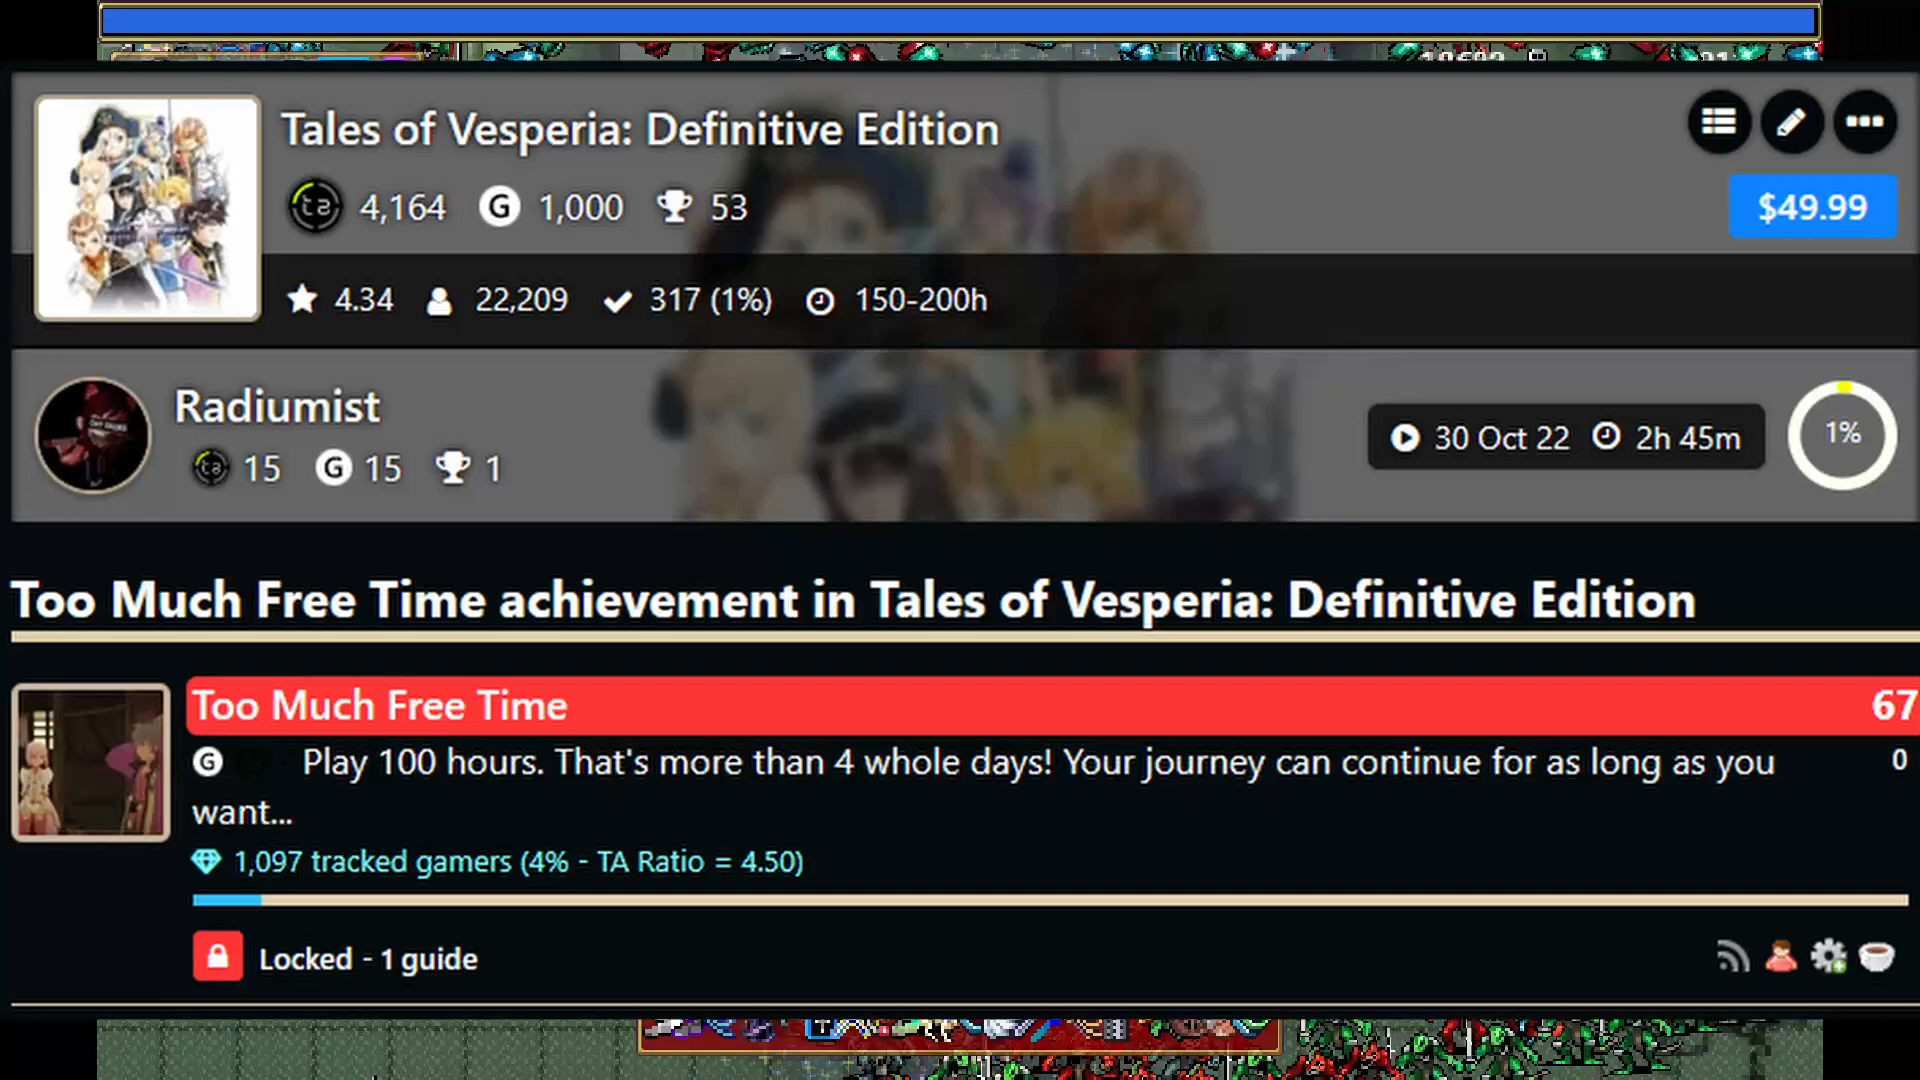 Tales of Vesperia: Definitive Edition
4,164 G 1,000 53
$49.99
4.34 22,209 317 (1%) 150-200h
Radiumist
15 G 15 1
30 Oct 22 2h 45m
1%
Too Much Free Time achievement in Tales of Vesperia: Definitive Edition
Too Much Free Time 67
G Play 100 hours. That's more than 4 whole days! Your journey can continue for as long as you 0
want...
1,097 tracked gamers (4% - TA Ratio = 4.50)
Locked - 1 guide